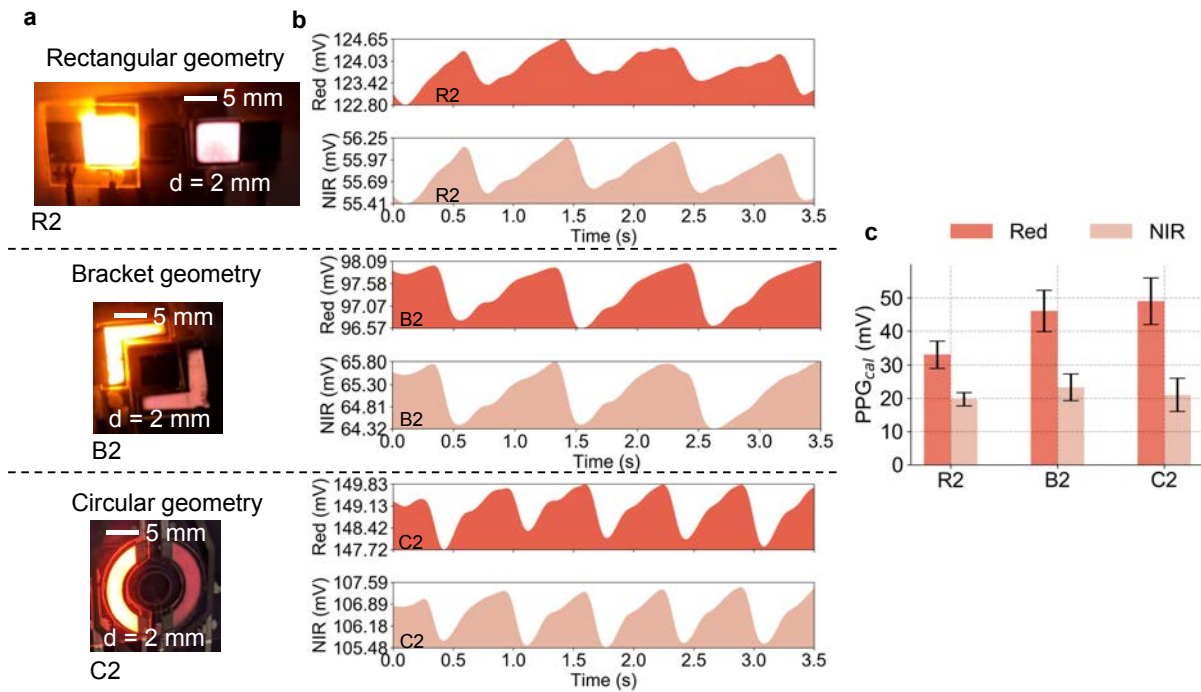 a
Rectangular geometry
5 mm
d = 2 mm
R2
Bracket geometry
5 mm
d = 2 mm
B2
Circular geometry
5 mm
d = 2 mm
C2
b
Red (mV)
124.65
124.03
123.42
122.80
R2
NIR (mV)
56.25
55.97
55.69
55.41
R2
0.0 0.5 1.0 1.5 2.0 2.5 3.0 3.5
Time (s)
Red (mV)
98.09
97.58
97.07
96.57
B2
NIR (mV)
65.80
65.30
64.81
64.32
B2
0.0 0.5 1.0 1.5 2.0 2.5 3.0 3.5
Time (s)
Red (mV)
149.83
149.13
148.42
147.72
C2
NIR (mV)
107.59
106.89
106.18
105.48
C2
0.0 0.5 1.0 1.5 2.0 2.5 3.0 3.5
Time (s)
c
Red NIR
PPGcal (mV)
50
40
30
20
10
0
R2 B2 C2